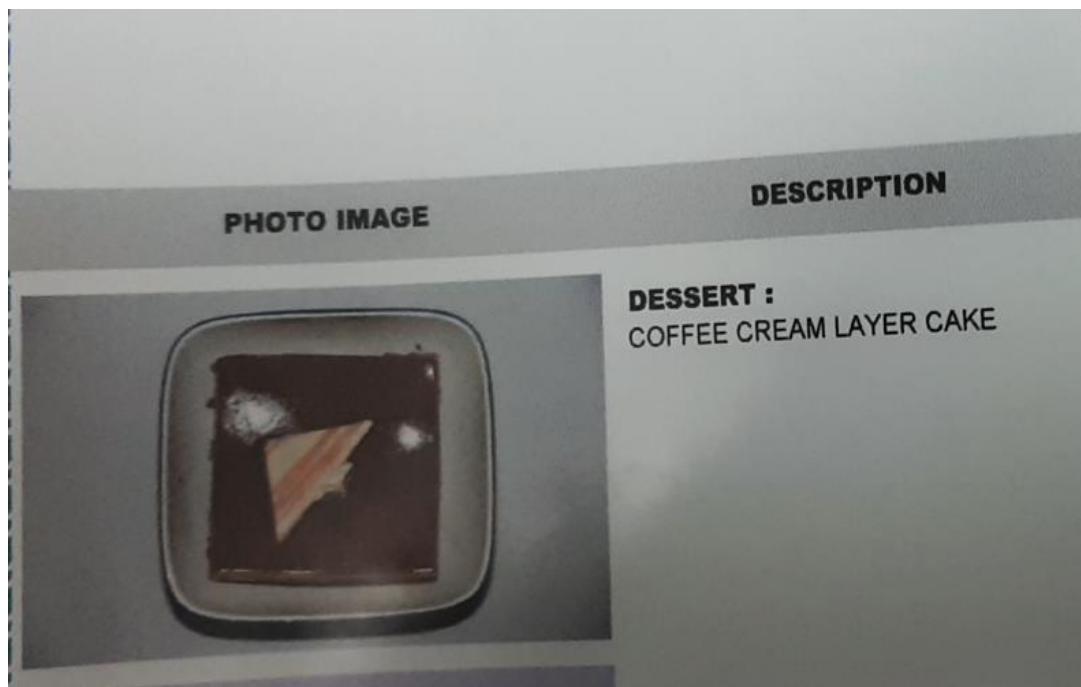 PHOTO IMAGE
DESCRIPTION
DESSERT :
COFFEE CREAM LAYER CAKE